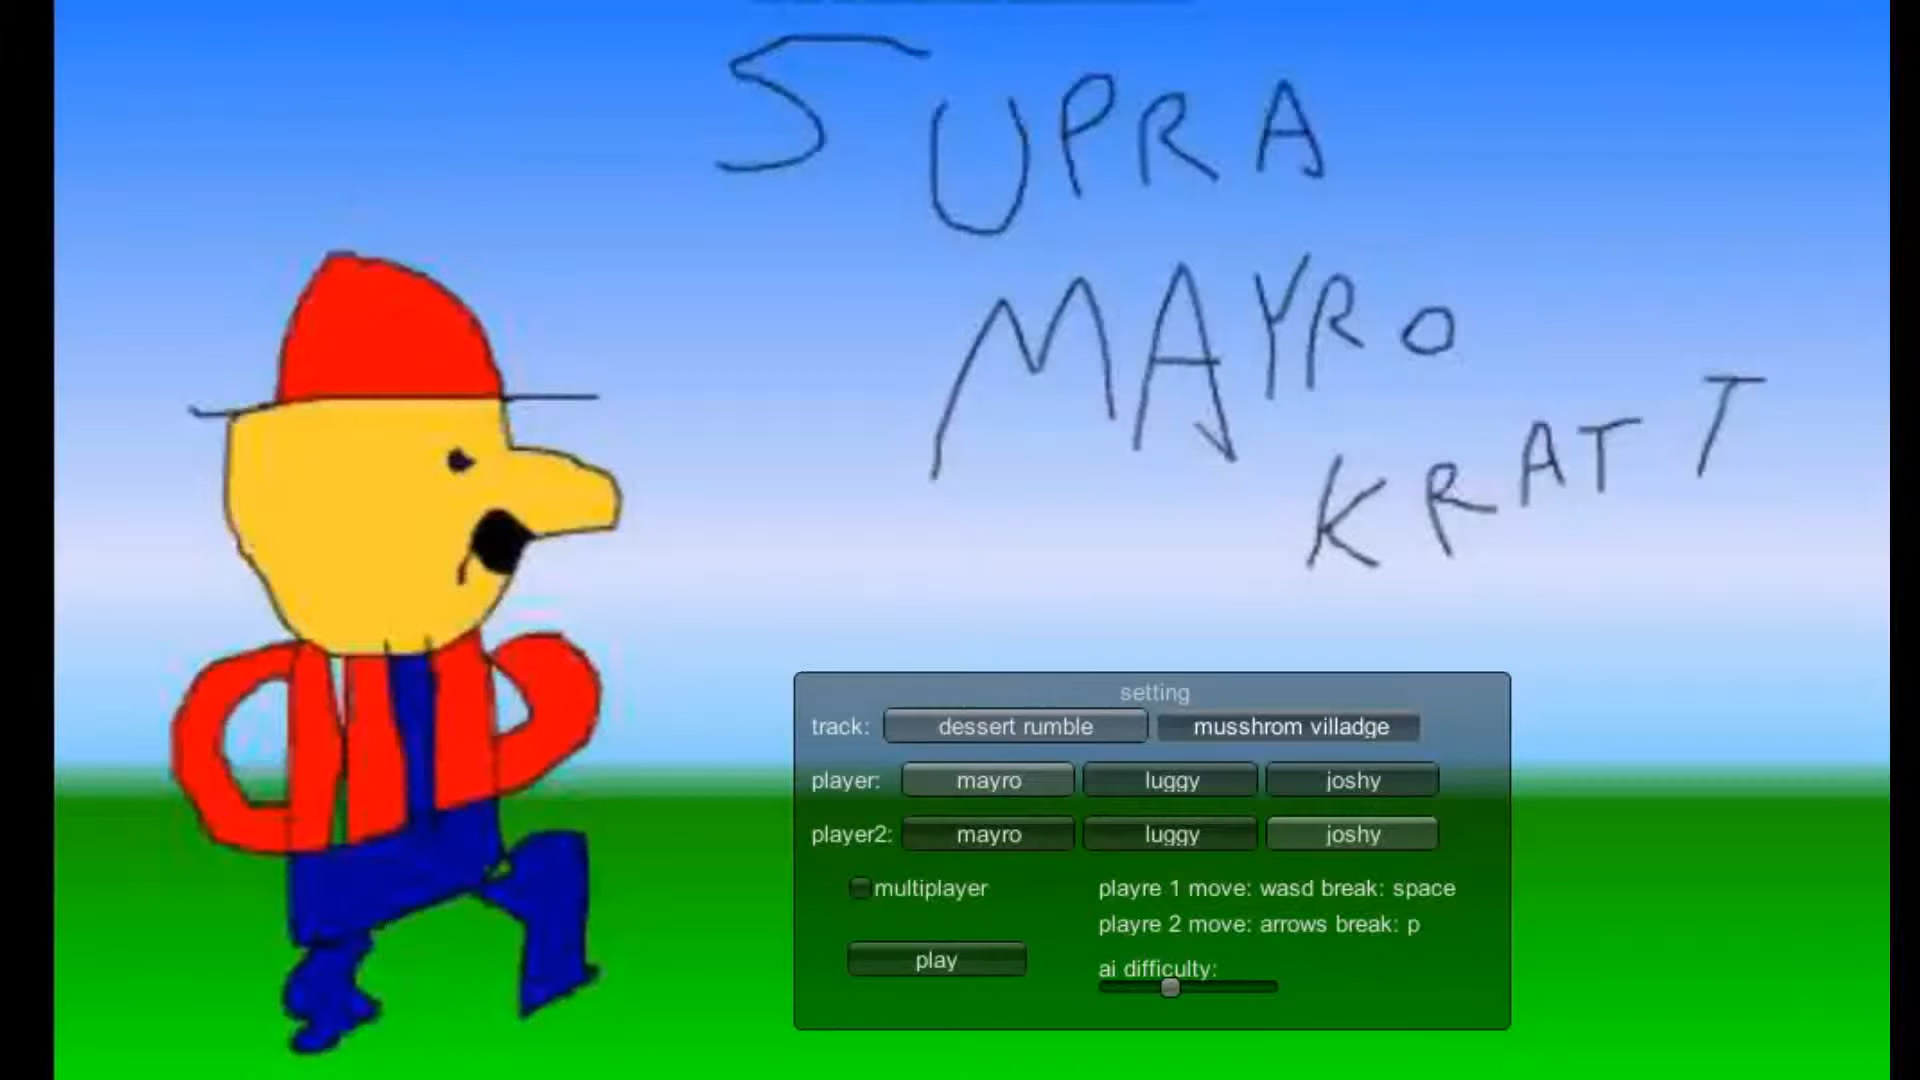 SUPRA
MAYRO
KRATT
setting
track: dessert rumble musshrom villadge
player: mayro luggy joshy
player2: mayro luggy joshy
multiplayer
playre 1 move: wasd break: space
playre 2 move: arrows break: p
play
ai difficulty: